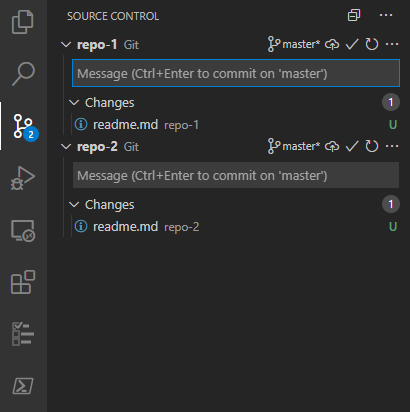 SOURCE CONTROL
repo-1 Git master*
Message (Ctrl+Enter to commit on 'master')
Changes 1
readme.md repo-1 U
2
repo-2 Git master*
Message (Ctrl+Enter to commit on 'master')
Changes 1
readme.md repo-2 U